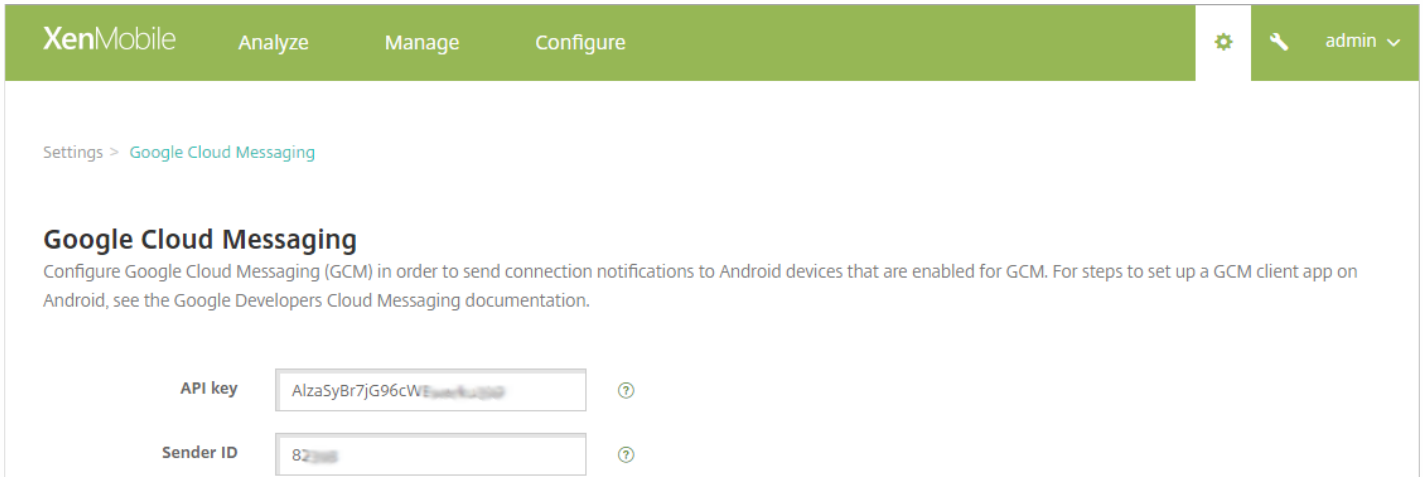 XenMobile Analyze Manage Configure admin
Settings > Google Cloud Messaging
Google Cloud Messaging
Configure Google Cloud Messaging (GCM) in order to send connection notifications to Android devices that are enabled for GCM. For steps to set up a GCM client app on
Android, see the Google Developers Cloud Messaging documentation.
API key AlzaSyBr7jG96cW ?
Sender ID 82 ?